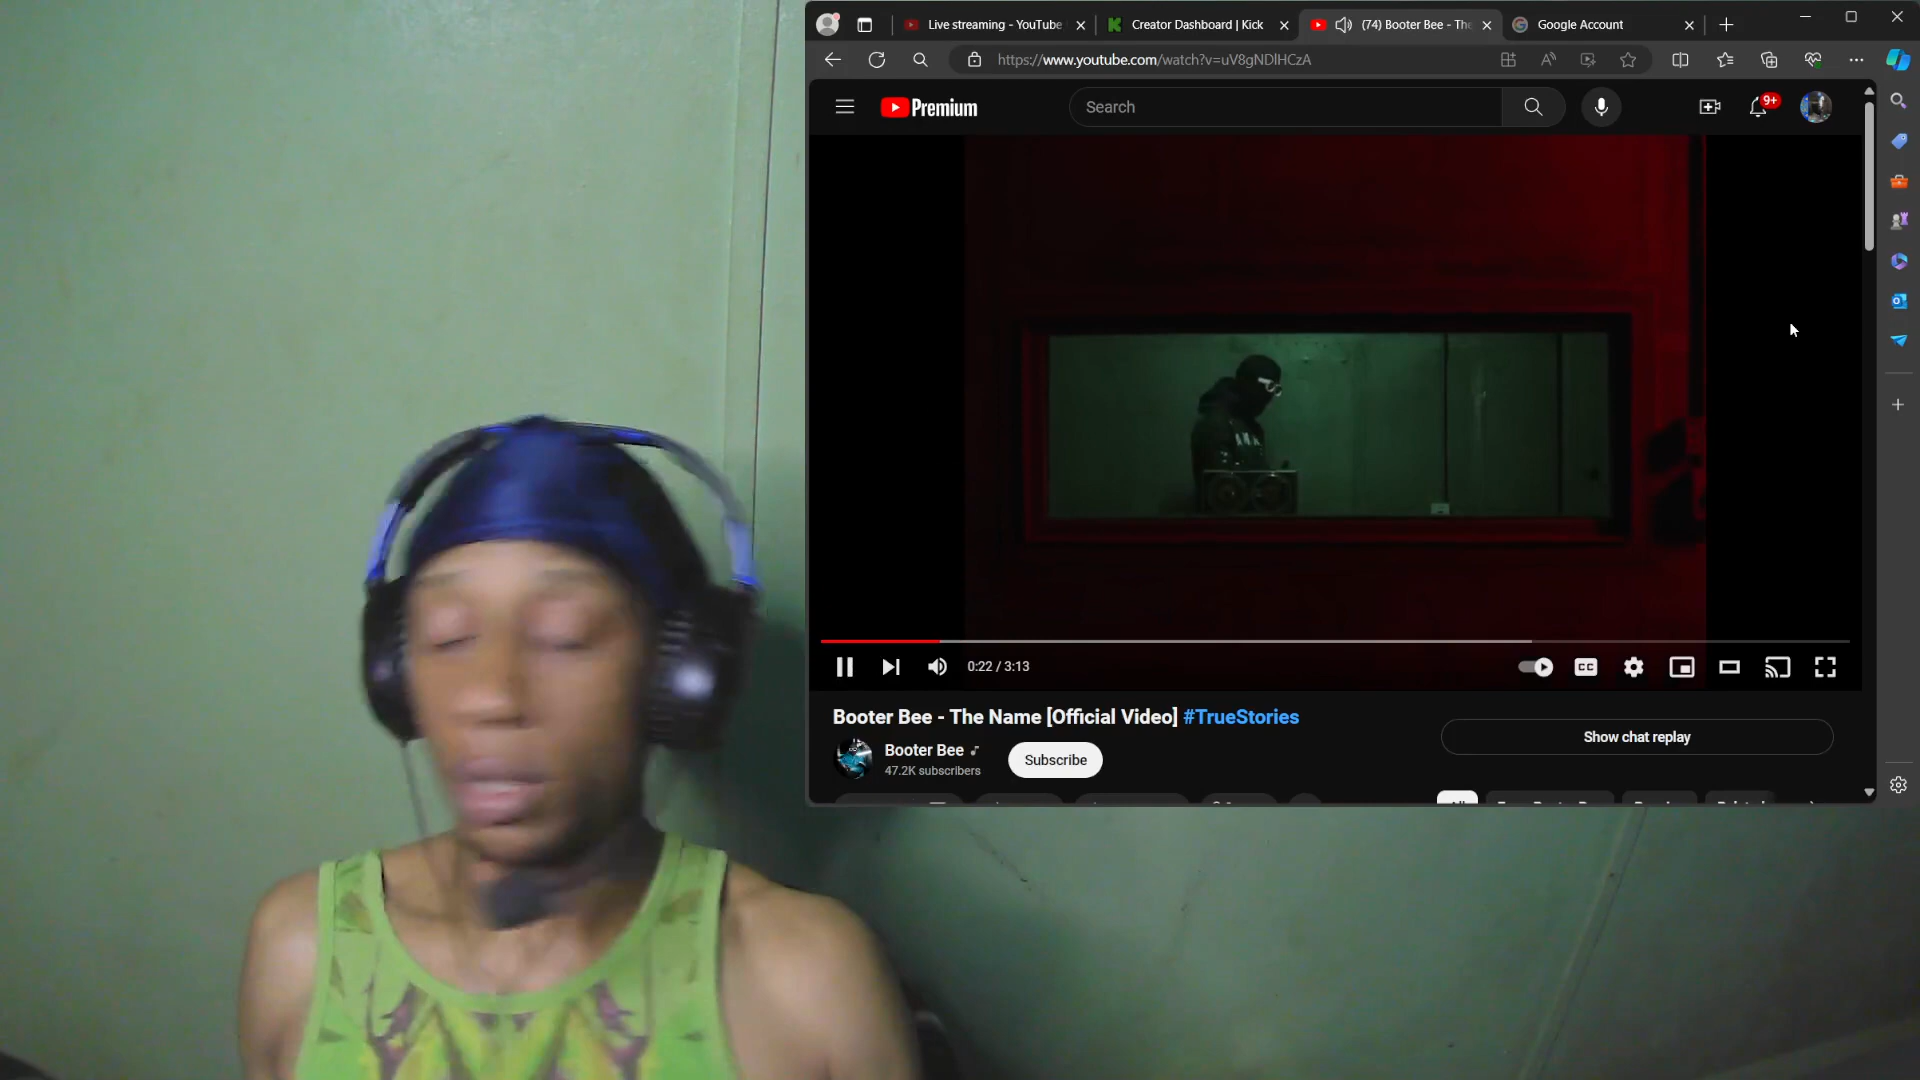 Live streaming - YouTube
Creator Dashboard | Kick
(74) Booter Bee - The
Google Account
https://www.youtube.com/watch?v=uV8gNDlHCzA
Premium
Search
9+
0:22 / 3:13
CC
Booter Bee - The Name [Official Video] #TrueStories
Show chat replay
Booter Bee
47.2K subscribers
Subscribe